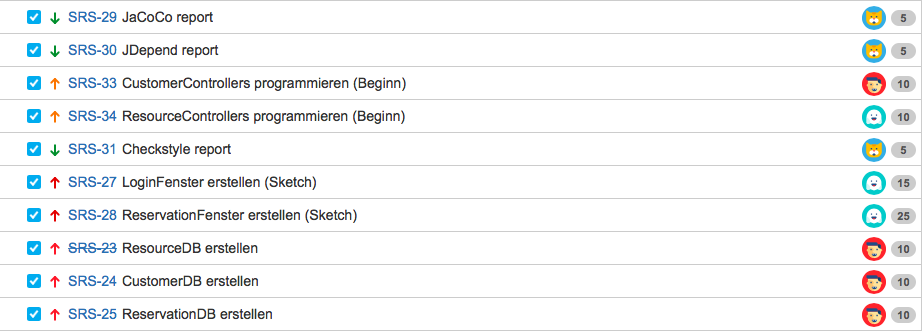 SRS-29 JaCoCo report 5
SRS-30 JDepend report 5
SRS-33 CustomerControllers programmieren (Beginn) 10
SRS-34 ResourceControllers programmieren (Beginn) 10
SRS-31 Checkstyle report 5
SRS-27 LoginFenster erstellen (Sketch) 15
SRS-28 ReservationFenster erstellen (Sketch) 25
SRS-23 ResourceDB erstellen 10
SRS-24 CustomerDB erstellen 10
SRS-25 ReservationDB erstellen 10